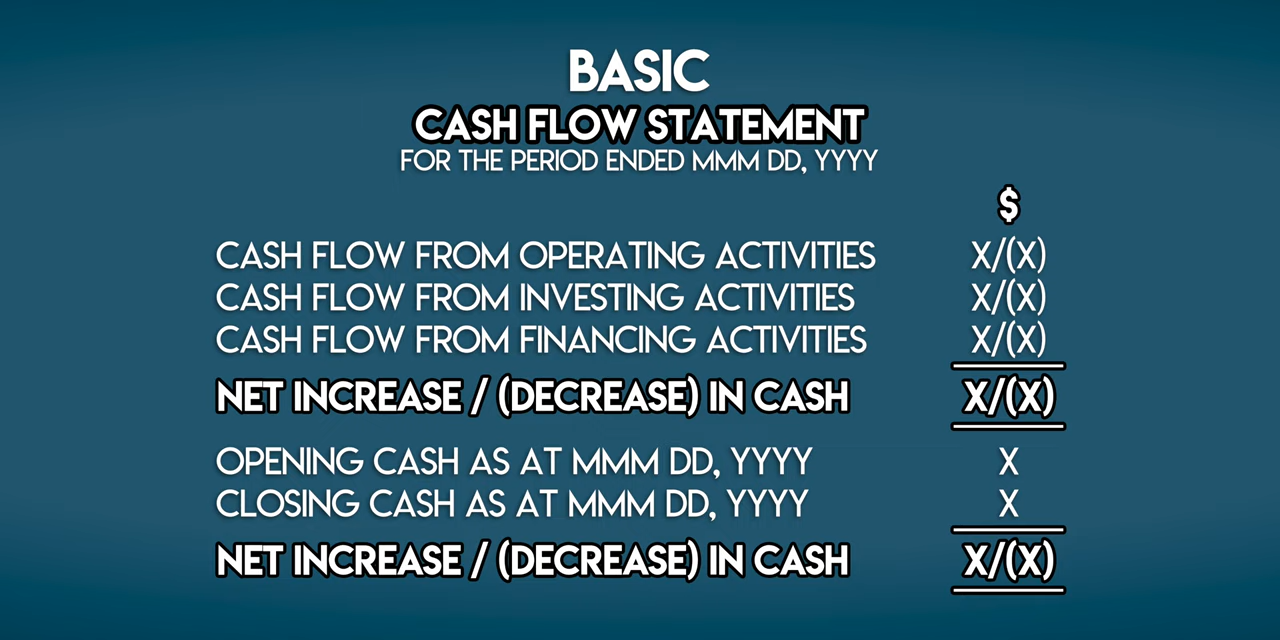 BASIC
CASH FLOW STATEMENT
FOR THE PERIOD ENDED MMM DD, YYYY
$
CASH FLOW FROM OPERATING ACTIVITIES X/(X)
CASH FLOW FROM INVESTING ACTIVITIES X/(X)
CASH FLOW FROM FINANCING ACTIVITIES X/(X)
NET INCREASE / (DECREASE) IN CASH X/(X)
OPENING CASH AS AT MMM DD, YYYY X
CLOSING CASH AS AT MMM DD, YYYY X
NET INCREASE / (DECREASE) IN CASH X/(X)